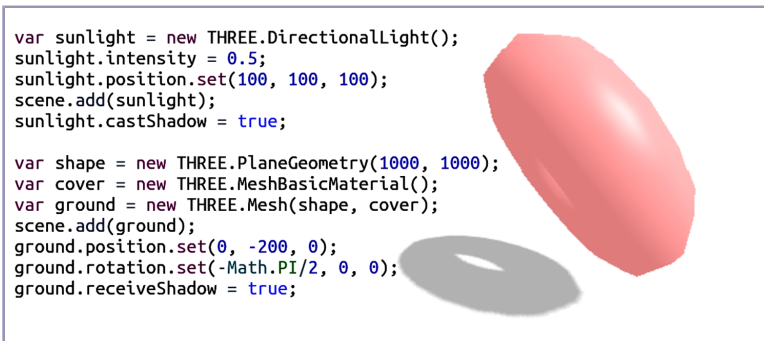 var sunlight = new THREE.DirectionalLight();
sunlight.intensity = 0.5;
sunlight.position.set(100, 100, 100);
scene.add(sunlight);
sunlight.castShadow = true;
var shape = new THREE.PlaneGeometry(1000, 1000);
var cover = new THREE.MeshBasicMaterial();
var ground = new THREE.Mesh(shape, cover);
scene.add(ground);
ground.position.set(0, -200, 0);
ground.rotation.set(-Math.PI/2, 0, 0);
ground.receiveShadow = true;